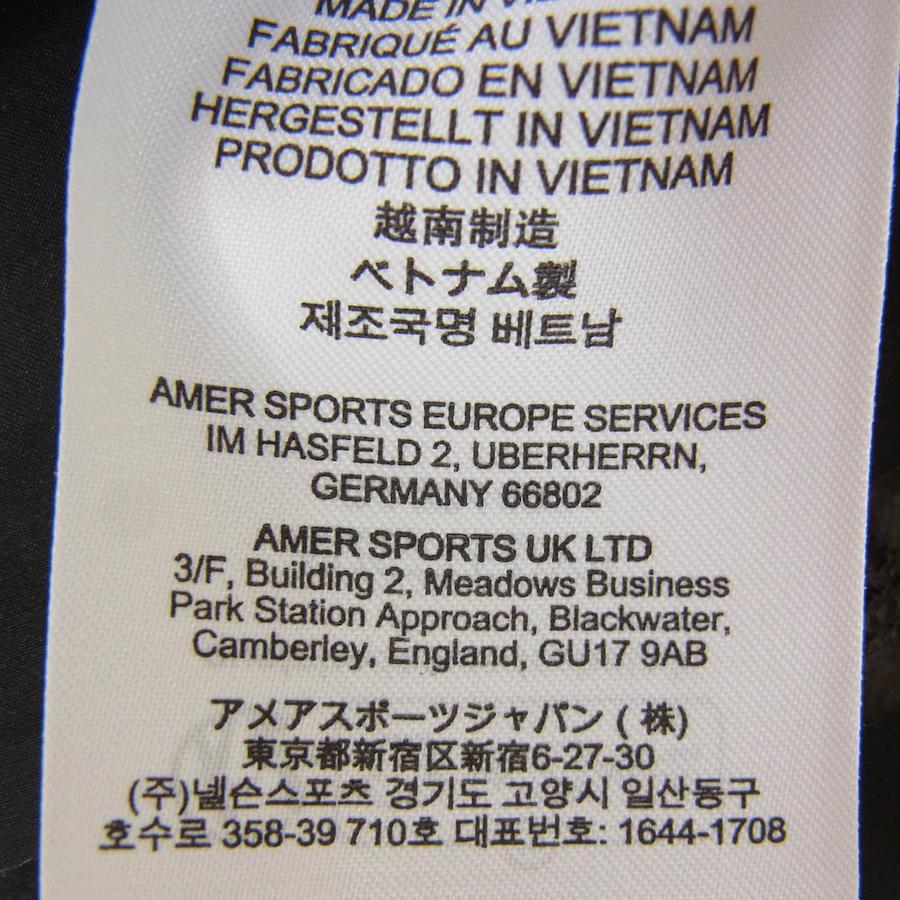 MADE IN
FABRIQUÉ AU VIETNAM
FABRICADO EN VIETNAM
HERGESTELLT IN VIETNAM
PRODOTTO IN VIETNAM
越南制造
ベトナム製
제조국명 베트남
AMER SPORTS EUROPE SERVICES
IM HASFELD 2, UBERHERRN,
GERMANY 66802
AMER SPORTS UK LTD
3/F, Building 2, Meadows Business
Park Station Approach, Blackwater,
Camberley, England, GU17 9AB
アメアスポーツジャパン ( 株)
東京都新宿区新宿6-27-30
(주)넬슨스포츠 경기도 고양시 일산동구
호수로 358-39 710호 대표번호: 1644-1708